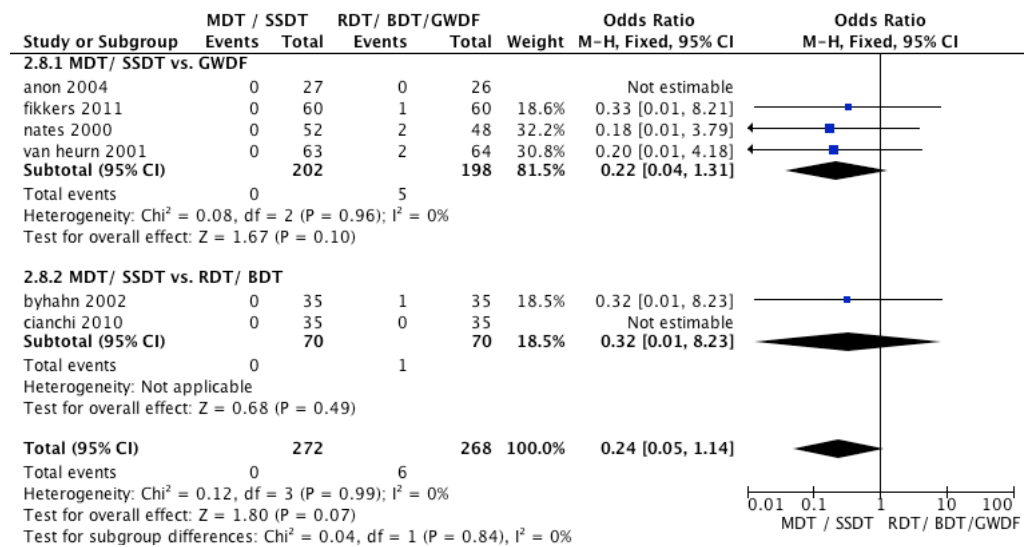 MDT / SSDT RDT/ BDT/GWDF Odds Ratio Odds Ratio
Study or Subgroup Events Total Events Total Weight M-H, Fixed, 95% CI M-H, Fixed, 95% CI
2.8.1 MDT/ SSDT vs. GWDF
anon 2004 0 27 0 26 Not estimable
fikkers 2011 0 60 1 60 18.6% 0.33 [0.01, 8.21]
nates 2000 0 52 2 48 32.2% 0.18 [0.01, 3.79]
van heurn 2001 0 63 2 64 30.8% 0.20 [0.01, 4.18]
Subtotal (95% CI) 202 198 81.5% 0.22 [0.04, 1.31]
Total events 0 5
Heterogeneity: Chi² = 0.08, df = 2 (P = 0.96); I² = 0%
Test for overall effect: Z = 1.67 (P = 0.10)
2.8.2 MDT/ SSDT vs. RDT/ BDT
byhahn 2002 0 35 1 35 18.5% 0.32 [0.01, 8.23]
cianchi 2010 0 35 0 35 Not estimable
Subtotal (95% CI) 70 70 18.5% 0.32 [0.01, 8.23]
Total events 0 1
Heterogeneity: Not applicable
Test for overall effect: Z = 0.68 (P = 0.49)
Total (95% CI) 272 268 100.0% 0.24 [0.05, 1.14]
Total events 0 6
Heterogeneity: Chi² = 0.12, df = 3 (P = 0.99); I² = 0%
Test for overall effect: Z = 1.80 (P = 0.07)
Test for subgroup differences: Chi² = 0.04, df = 1 (P = 0.84), I² = 0%
0.01 0.1 1 10 100
MDT / SSDT RDT/ BDT/GWDF